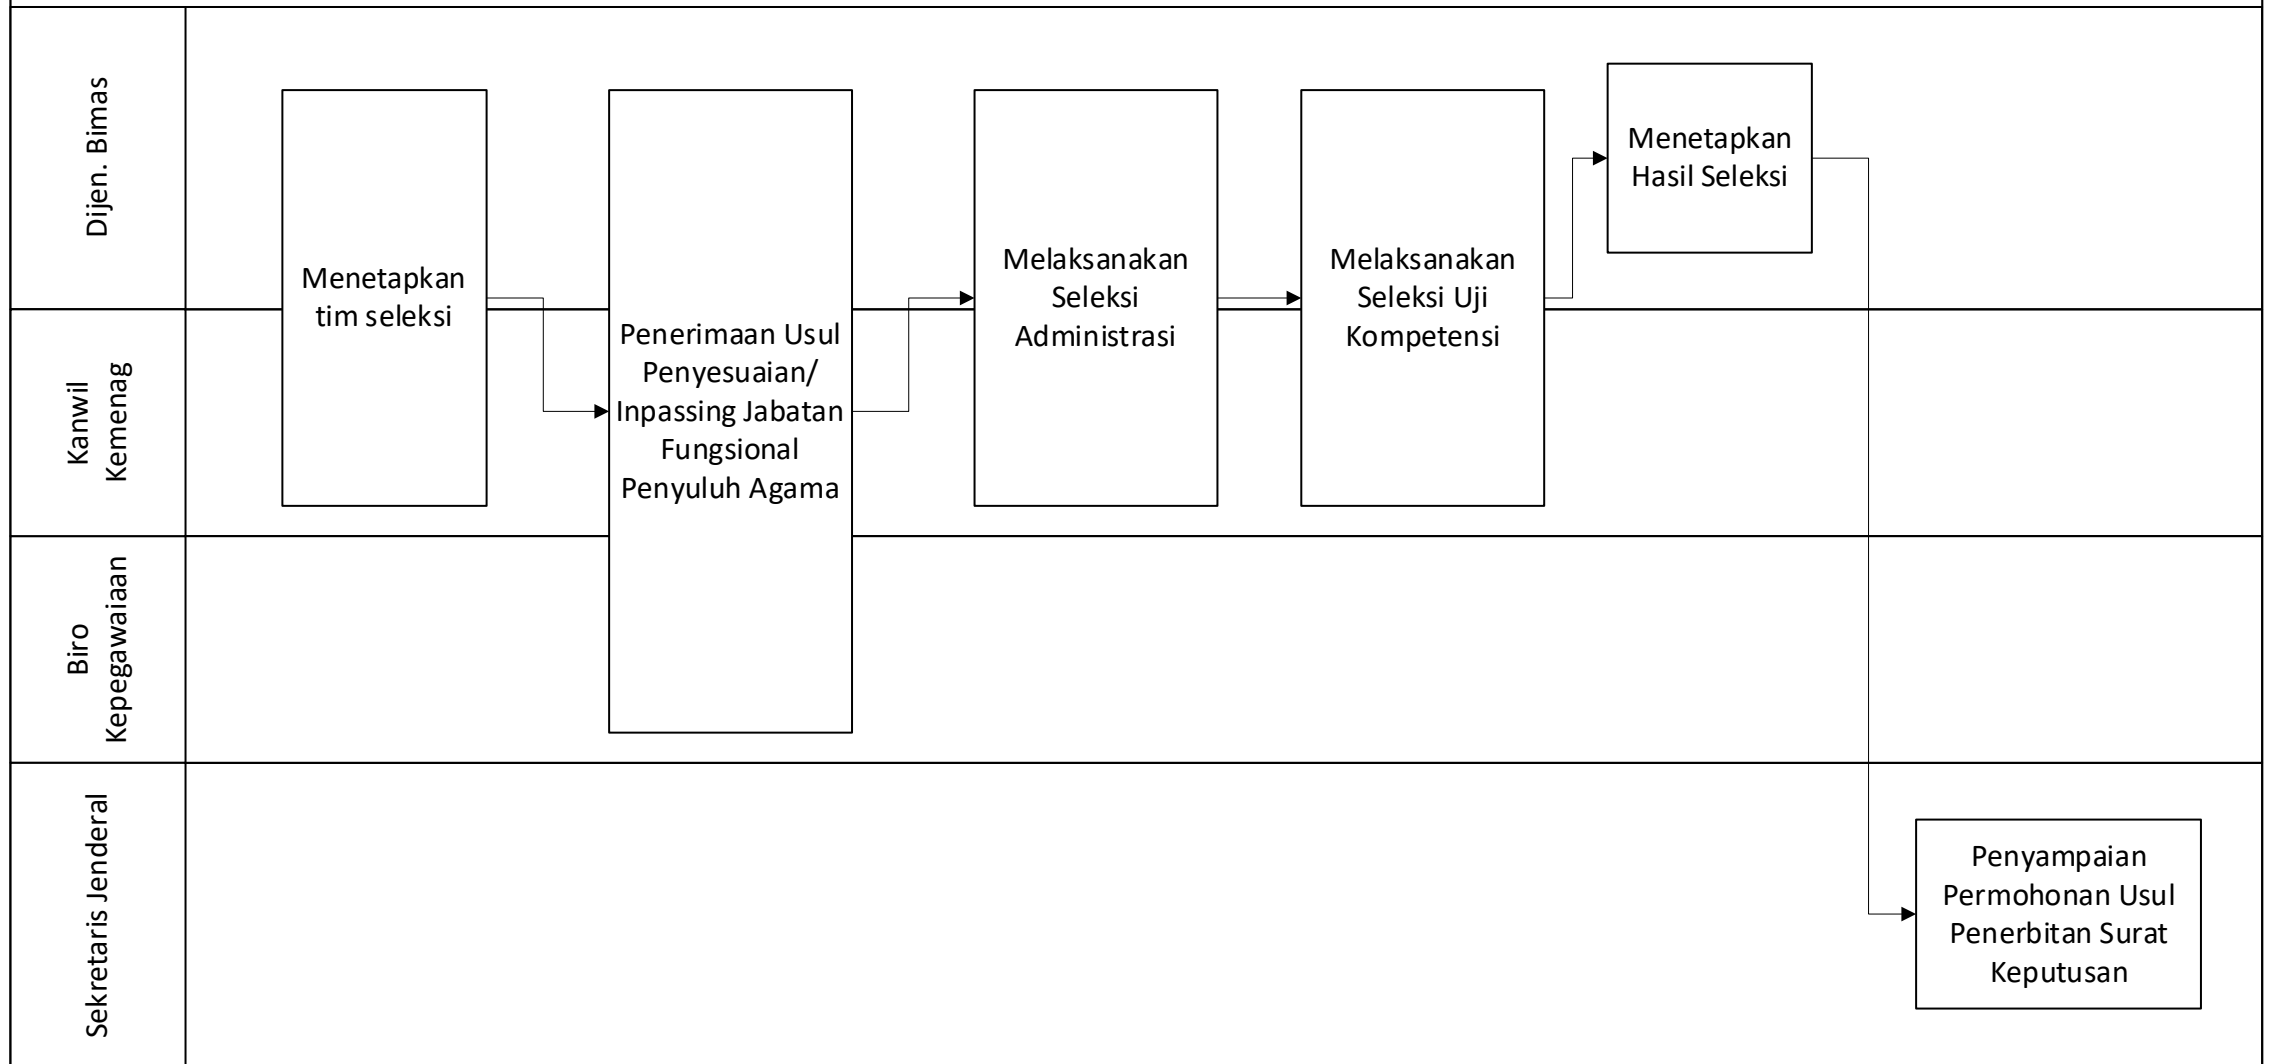 Dijen. Bimas
Menetapkan
tim seleksi
Penerimaan Usul
Penyesuaian/
Inpassing Jabatan
Fungsional
Penyuluh Agama
Melaksanakan
Seleksi
Administrasi
Melaksanakan
Seleksi Uji
Kompetensi
Menetapkan
Hasil Seleksi
Kanwil
Kemenag
Biro
Kepegawaiaan
Sekretaris Jenderal
Penyampaian
Permohonan Usul
Penerbitan Surat
Keputusan